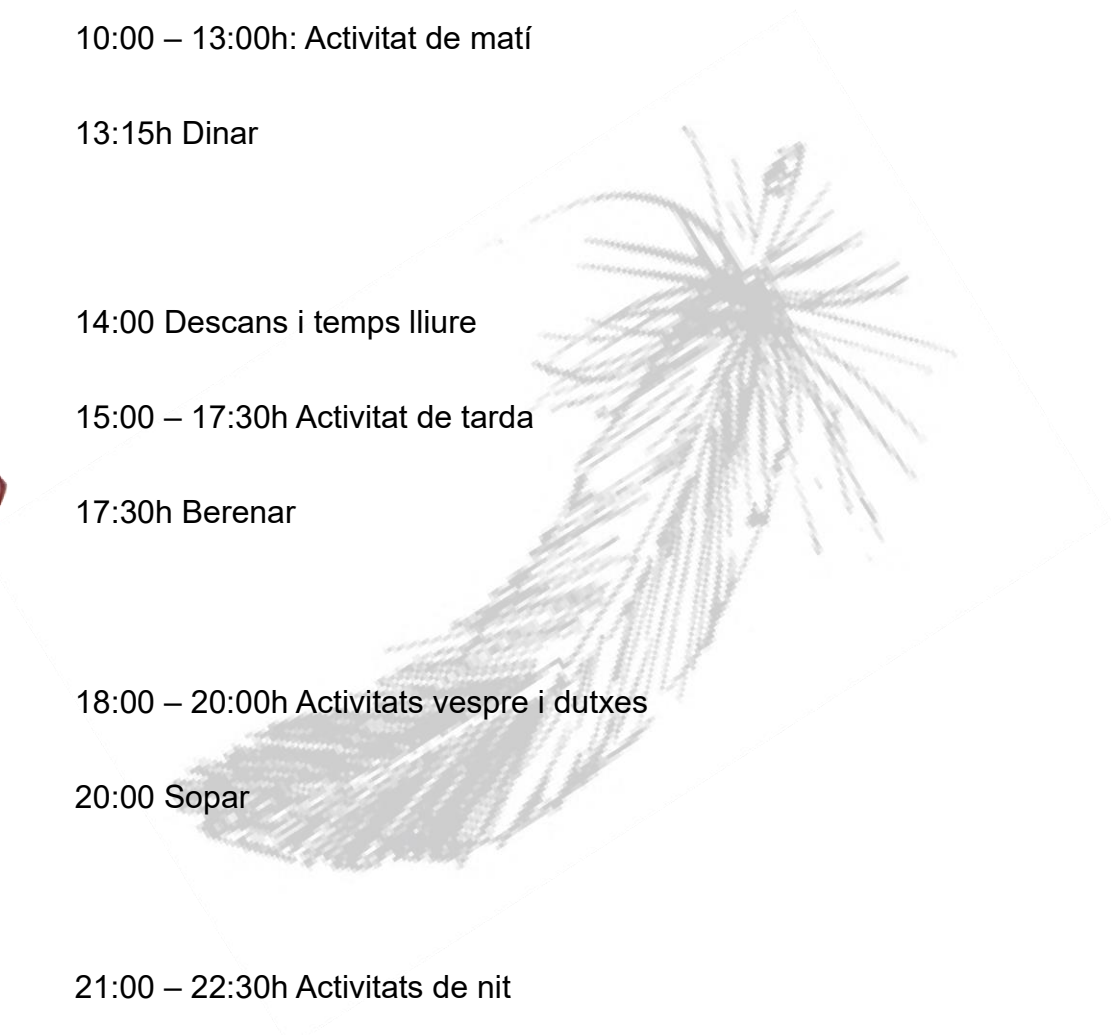 10:00 – 13:00h: Activitat de matí
13:15h Dinar
14:00 Descans i temps lliure
15:00 – 17:30h Activitat de tarda
17:30h Berenar
18:00 – 20:00h Activitats vespre i dutxes
20:00 Sopar
21:00 – 22:30h Activitats de nit